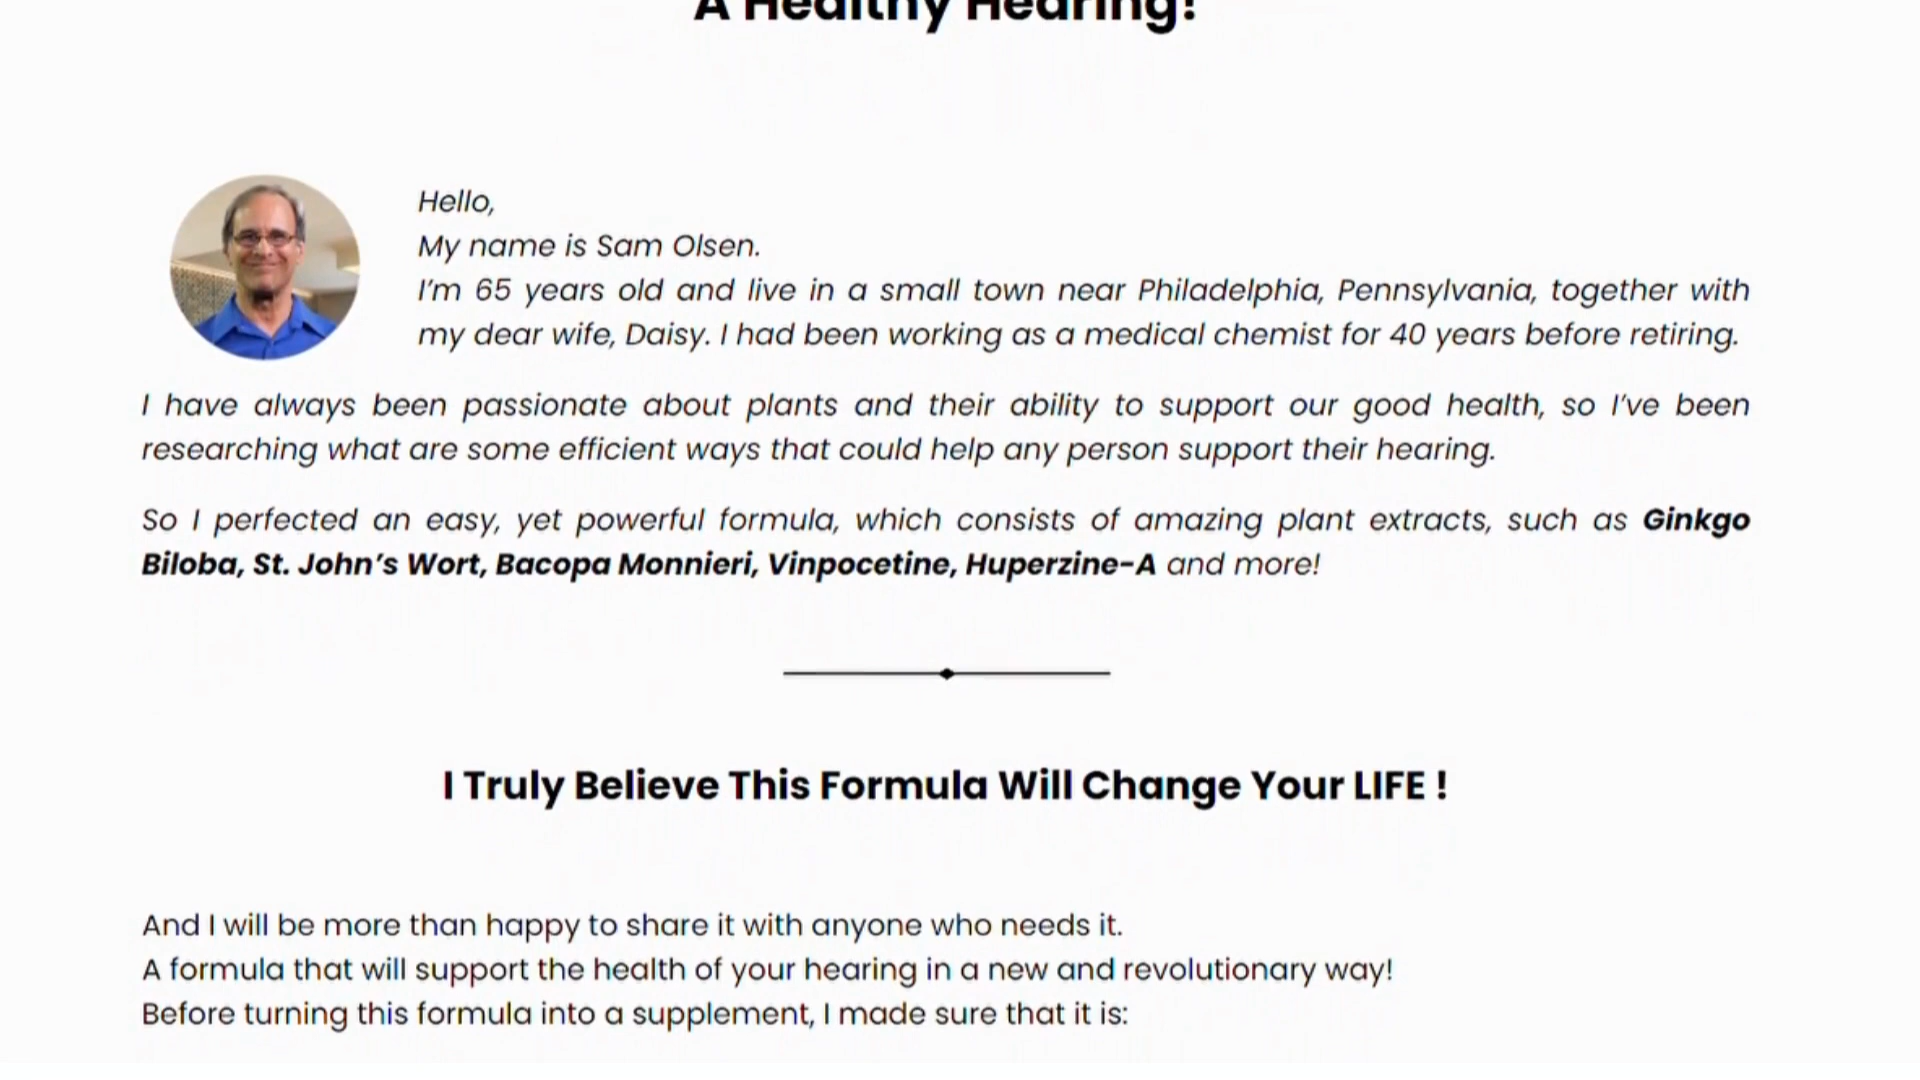 A Healthy Hearing!
Hello,
My name is Sam Olsen.
I’m 65 years old and live in a small town near Philadelphia, Pennsylvania, together with
my dear wife, Daisy. I had been working as a medical chemist for 40 years before retiring.
I have always been passionate about plants and their ability to support our good health, so I’ve been
researching what are some efficient ways that could help any person support their hearing.
So I perfected an easy, yet powerful formula, which consists of amazing plant extracts, such as Ginkgo
Biloba, St. John’s Wort, Bacopa Monnieri, Vinpocetine, Huperzine-A and more!
I Truly Believe This Formula Will Change Your LIFE !
And I will be more than happy to share it with anyone who needs it.
A formula that will support the health of your hearing in a new and revolutionary way!
Before turning this formula into a supplement, I made sure that it is: